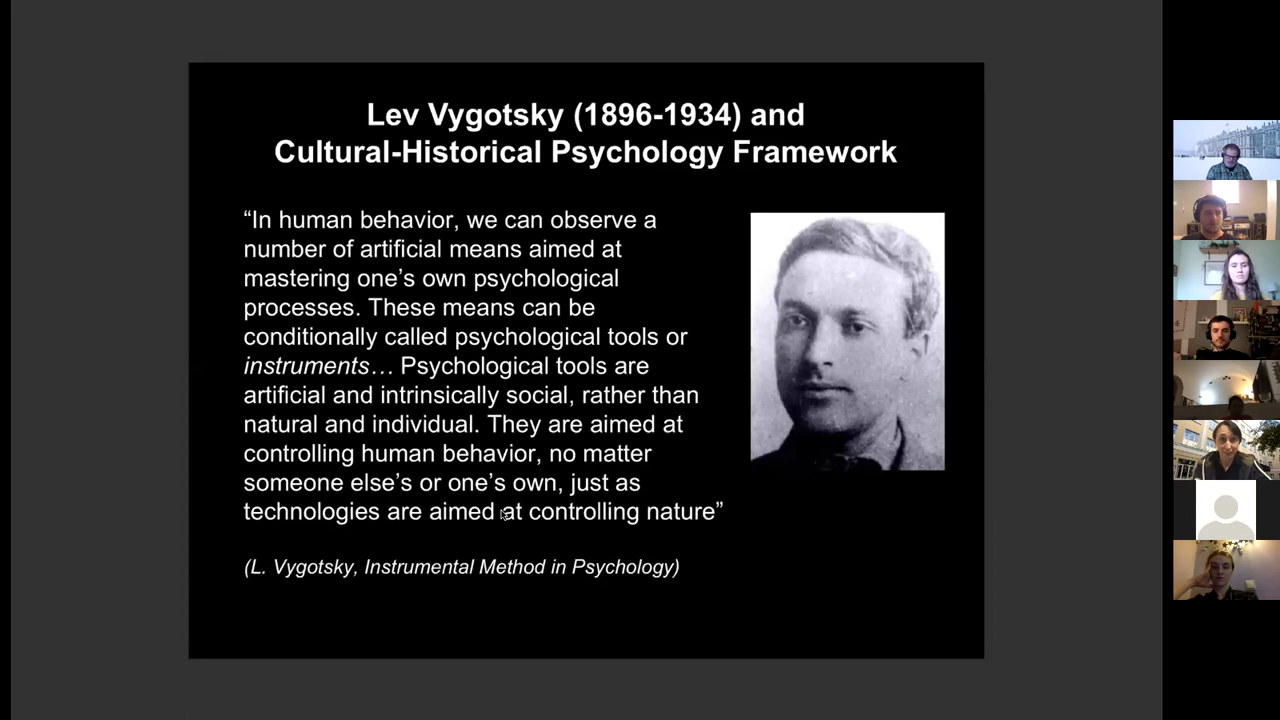 Lev Vygotsky (1896-1934) and
Cultural-Historical Psychology Framework
“In human behavior, we can observe a
number of artificial means aimed at
mastering one’s own psychological
processes. These means can be
conditionally called psychological tools or
instruments… Psychological tools are
artificial and intrinsically social, rather than
natural and individual. They are aimed at
controlling human behavior, no matter
someone else’s or one’s own, just as
technologies are aimed at controlling nature”
(L. Vygotsky, Instrumental Method in Psychology)